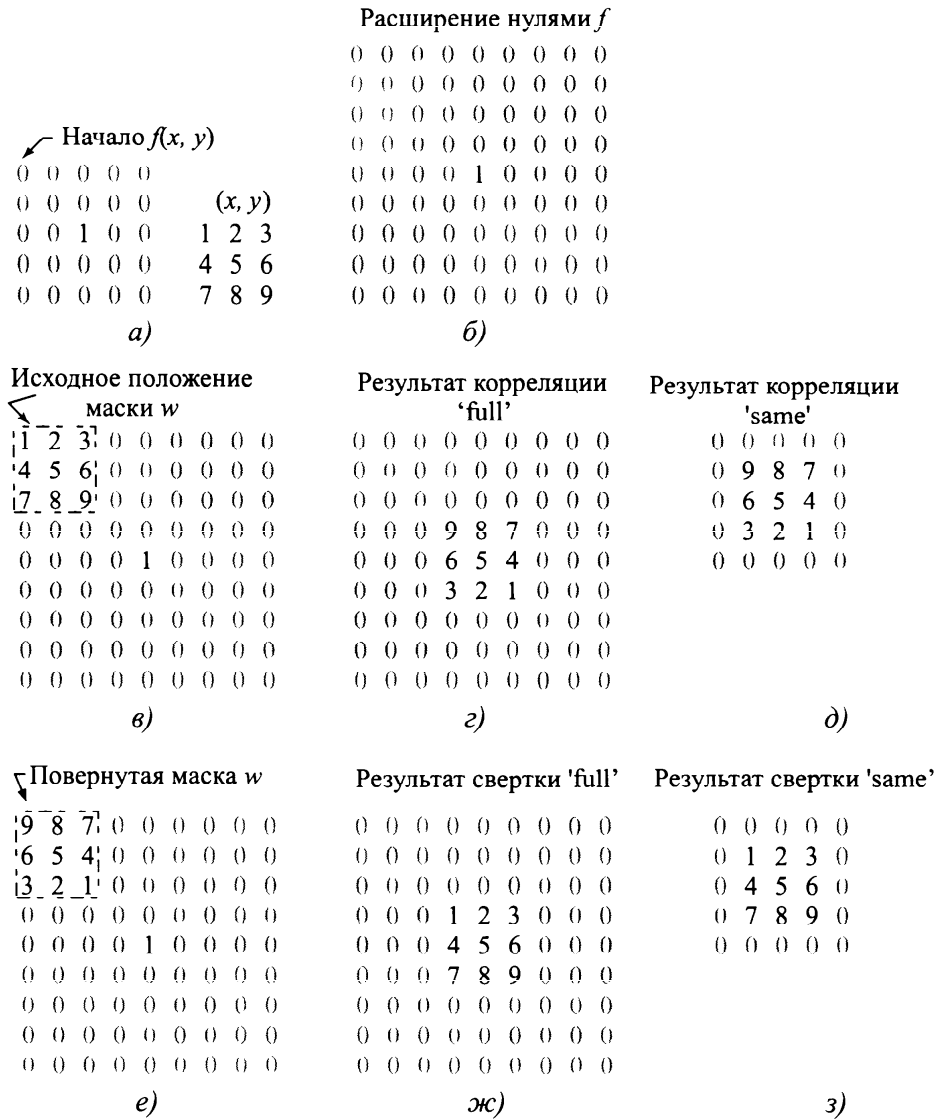 Расширение нулями f
0 0 0 0 0 0 0 0 0
0 0 0 0 0 0 0 0 0
0 0 0 0 0 0 0 0 0
0 0 0 0 0 0 0 0 0
0 0 0 0 1 0 0 0 0
0 0 0 0 0 0 0 0 0
0 0 0 0 0 0 0 0 0
0 0 0 0 0 0 0 0 0
0 0 0 0 0 0 0 0 0
б)
Начало f(x, y)
0 0 0 0 0
0 0 0 0 0
0 0 1 0 0
0 0 0 0 0
0 0 0 0 0
(x, y)
1 2 3
4 5 6
7 8 9
а)
Исходное положение
маски w
1 2 3 0 0 0 0 0 0
4 5 6 0 0 0 0 0 0
7 8 9 0 0 0 0 0 0
0 0 0 0 0 0 0 0 0
0 0 0 0 1 0 0 0 0
0 0 0 0 0 0 0 0 0
0 0 0 0 0 0 0 0 0
0 0 0 0 0 0 0 0 0
0 0 0 0 0 0 0 0 0
в)
Результат корреляции
‘full’
0 0 0 0 0 0 0 0 0
0 0 0 0 0 0 0 0 0
0 0 0 0 0 0 0 0 0
0 0 0 9 8 7 0 0 0
0 0 0 6 5 4 0 0 0
0 0 0 3 2 1 0 0 0
0 0 0 0 0 0 0 0 0
0 0 0 0 0 0 0 0 0
0 0 0 0 0 0 0 0 0
г)
Результат корреляции
'same'
0 0 0 0 0
0 9 8 7 0
0 6 5 4 0
0 3 2 1 0
0 0 0 0 0
д)
Повернутая маска w
9 8 7 0 0 0 0 0 0
6 5 4 0 0 0 0 0 0
3 2 1 0 0 0 0 0 0
0 0 0 0 0 0 0 0 0
0 0 0 0 1 0 0 0 0
0 0 0 0 0 0 0 0 0
0 0 0 0 0 0 0 0 0
0 0 0 0 0 0 0 0 0
0 0 0 0 0 0 0 0 0
е)
Результат свертки 'full’
0 0 0 0 0 0 0 0 0
0 0 0 0 0 0 0 0 0
0 0 0 0 0 0 0 0 0
0 0 0 1 2 3 0 0 0
0 0 0 4 5 6 0 0 0
0 0 0 7 8 9 0 0 0
0 0 0 0 0 0 0 0 0
0 0 0 0 0 0 0 0 0
0 0 0 0 0 0 0 0 0
ж)
Результат свертки 'same’
0 0 0 0 0
0 1 2 3 0
0 4 5 6 0
0 7 8 9 0
0 0 0 0 0
з)